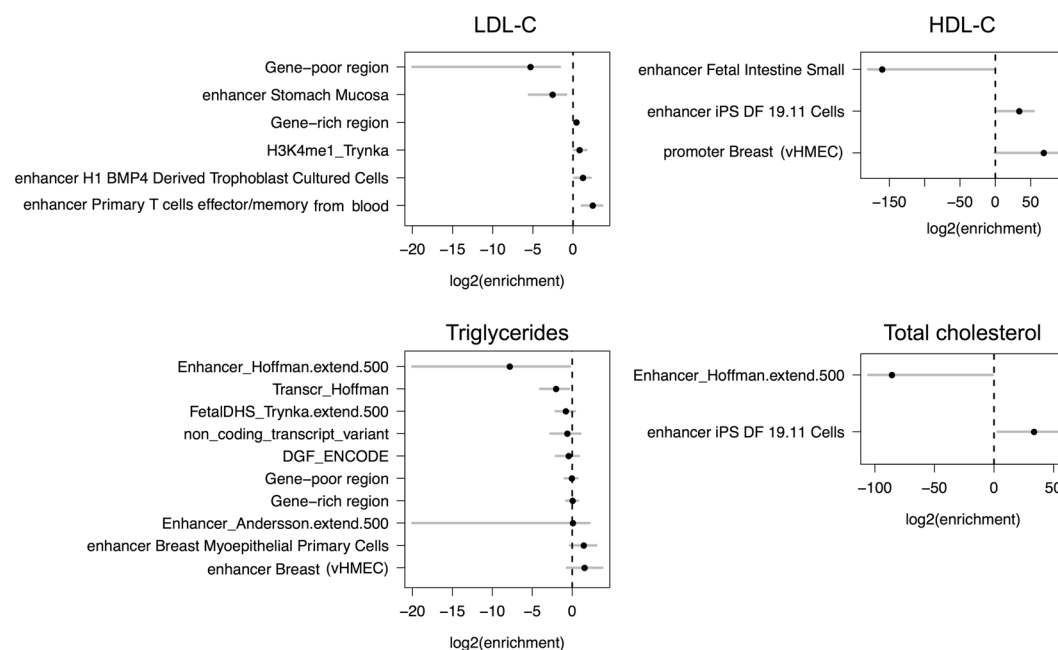 LDL-C
Gene−poor region
enhancer Stomach Mucosa
Gene−rich region
H3K4me1_Trynka
enhancer H1 BMP4 Derived Trophoblast Cultured Cells
enhancer Primary T cells effector/memory from blood
−20 −15 −10 −5 0
log2(enrichment)
HDL-C
enhancer Fetal Intestine Small
enhancer iPS DF 19.11 Cells
promoter Breast (vHMEC)
−150 −50 0 50
log2(enrichment)
Triglycerides
Enhancer_Hoffman.extend.500
Transcr_Hoffman
FetalDHS_Trynka.extend.500
non_coding_transcript_variant
DGF_ENCODE
Gene−poor region
Gene−rich region
Enhancer_Andersson.extend.500
enhancer Breast Myoepithelial Primary Cells
enhancer Breast (vHMEC)
−20 −15 −10 −5 0
log2(enrichment)
Total cholesterol
Enhancer_Hoffman.extend.500
enhancer iPS DF 19.11 Cells
−100 −50 0 50
log2(enrichment)